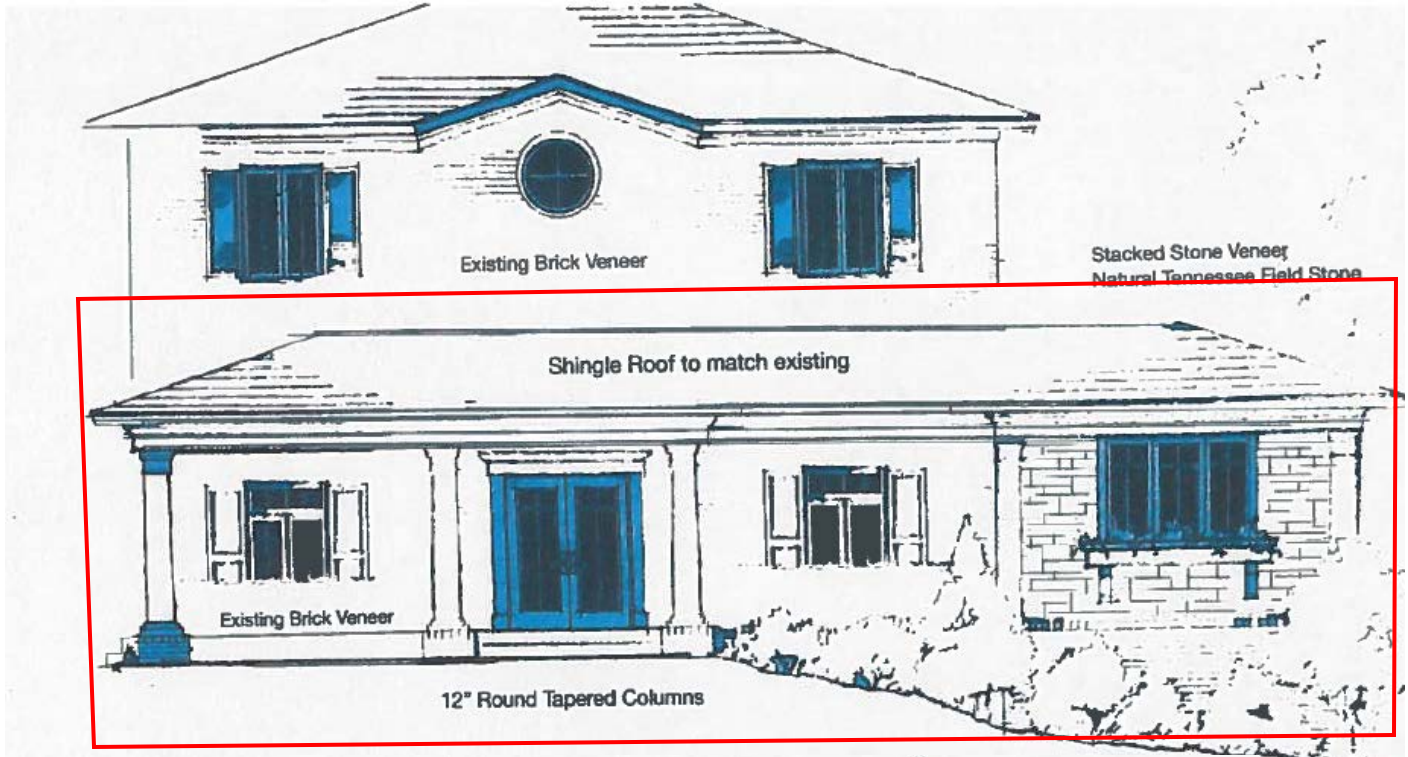 Existing Brick Veneer
Stacked Stone Veneer
Natural Tennessee Field Stone
Shingle Roof to match existing
Existing Brick Veneer
12" Round Tapered Columns